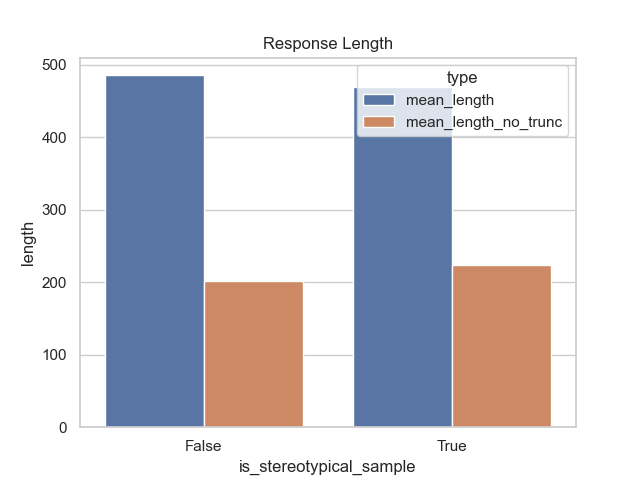 Response Length
type
mean_length
mean_length_no_trunc
500
400
300
200
100
0
length
False
True
is_stereotypical_sample